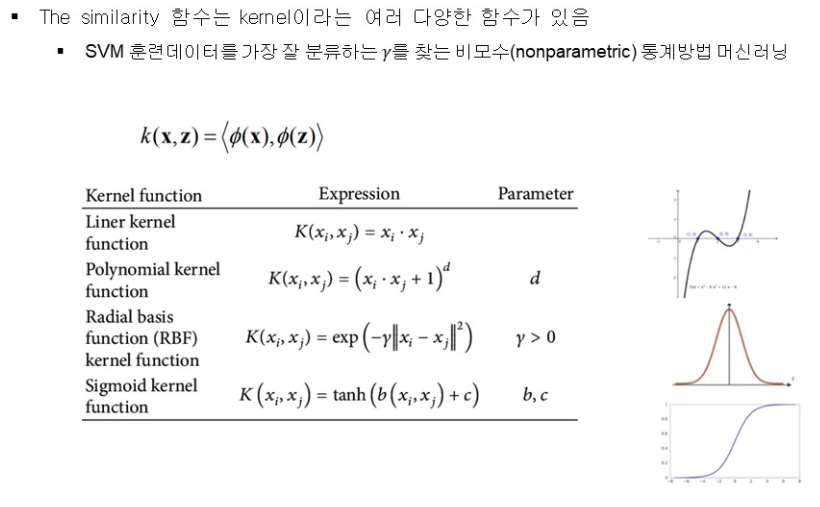 ▪ The similarity 함수는 kernel이라는 여러 다양한 함수가 있음
▪ SVM 훈련데이터를 가장 잘 분류하는 γ를 찾는 비모수(nonparametric) 통계방법 머신러닝
k(x, z) = ⟨ϕ(x), ϕ(z)⟩
Kernel function Expression Parameter
Liner kernel
function K(xᵢ, xⱼ) = xᵢ · xⱼ
Polynomial kernel
function K(xᵢ, xⱼ) = (xᵢ · xⱼ + 1)ᵈ d
Radial basis
function (RBF) K(xᵢ, xⱼ) = exp(−γ‖xᵢ − xⱼ‖²) γ > 0
kernel function
Sigmoid kernel
function K(xᵢ, xⱼ) = tanh(b(xᵢ, xⱼ) + c) b, c